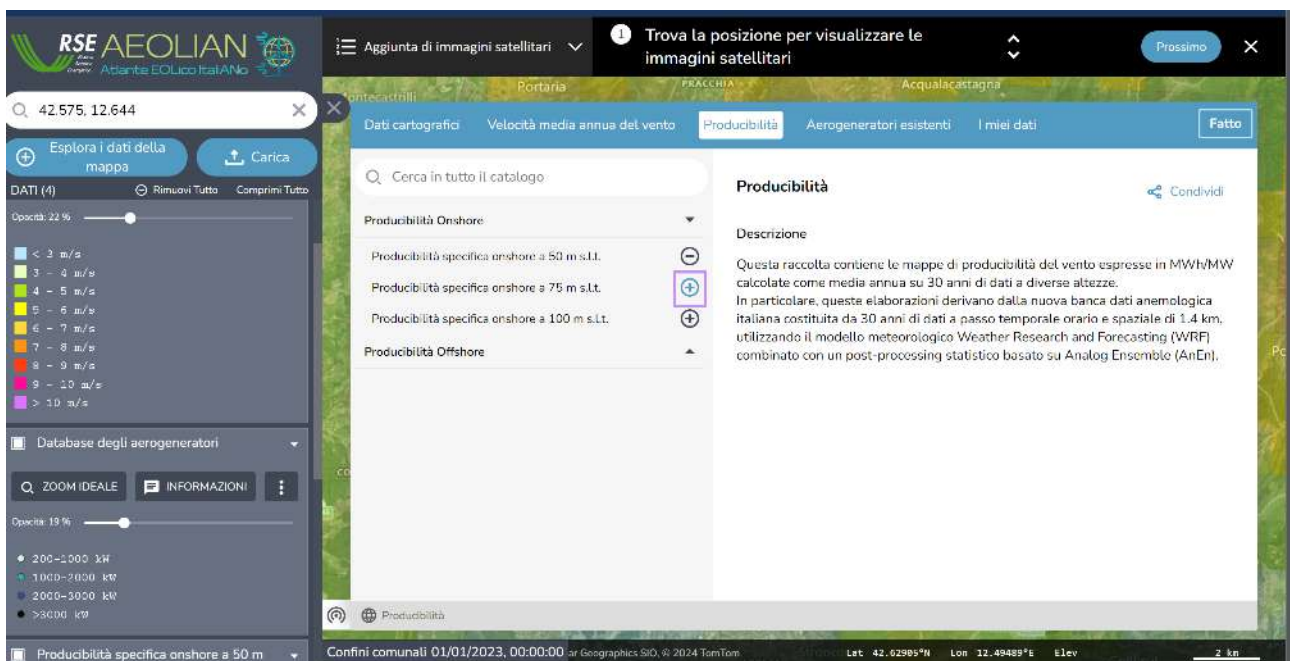 RSE AEOLIAN
Atlante EOLico ItaliANo
Aggiunta di immagini satellitari
1
Trova la posizione per visualizzare le
immagini satellitari
Prossimo
Portaria
Acqualacastagna
42.575, 12.644
Esplora i dati della
mappa
Carica
DATI (4)
Rimuovi Tutto
Comprimi Tutto
Opacità: 22 %
< 3 m/s
3 - 4 m/s
4 - 5 m/s
5 - 6 m/s
6 - 7 m/s
7 - 8 m/s
8 - 9 m/s
9 - 10 m/s
> 10 m/s
Database degli aerogeneratori
ZOOM IDEALE
INFORMAZIONI
Opacità: 19 %
200-1000 kW
1000-2000 kW
2000-3000 kW
>3000 kW
Producibilità specifica onshore a 50 m
Dati cartografici
Velocità media annua del vento
Producibilità
Aerogeneratori esistenti
I miei dati
Fatto
Cerca in tutto il catalogo
Producibilità Onshore
Producibilità specifica onshore a 50 m s.l.t.
Producibilità specifica onshore a 75 m s.l.t.
Producibilità specifica onshore a 100 m s.l.t.
Producibilità Offshore
Producibilità
Condividi
Descrizione
Questa raccolta contiene le mappe di producibilità del vento espresse in MWh/MW
calcolate come media annua su 30 anni di dati a diverse altezze.
In particolare, queste elaborazioni derivano dalla nuova banca dati anemologica
italiana costituita da 30 anni di dati a passo temporale orario e spaziale di 1.4 km,
utilizzando il modello meteorologico Weather Research and Forecasting (WRF)
combinato con un post-processing statistico basato su Analog Ensemble (AnEn).
Producibilità
Confini comunali 01/01/2023, 00:00:00
ar Geographics SIO, © 2024 TomTom
Lat 42.62905°N Lon 12.49489°E Elev
2 km